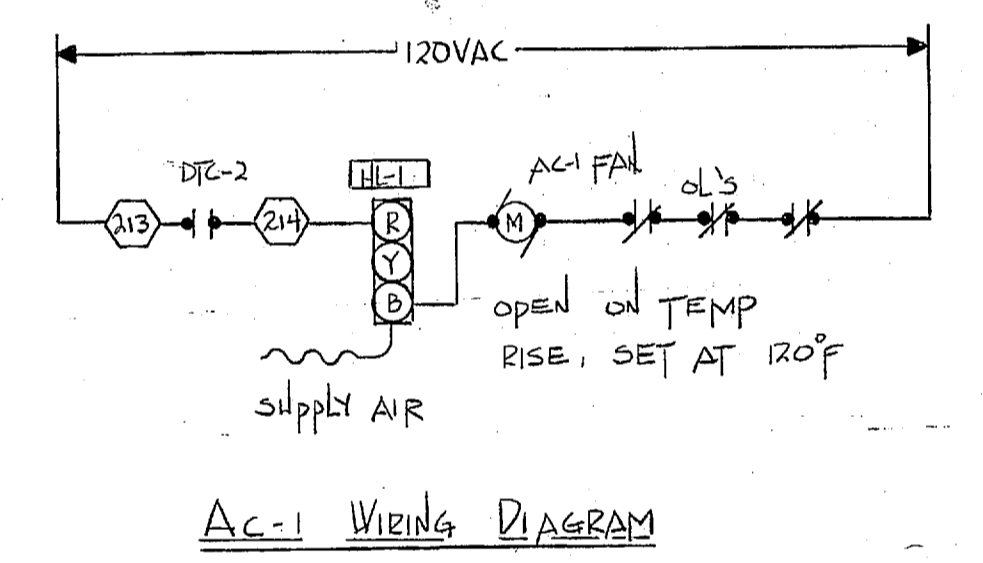 120VAC
DTC-2
HL-1
AC-1 FAN
OL'S
213
214
R
Y
B
M
OPEN ON TEMP
RISE, SET AT 120°F
SUPPLY AIR
AC-1 WIRING DIAGRAM